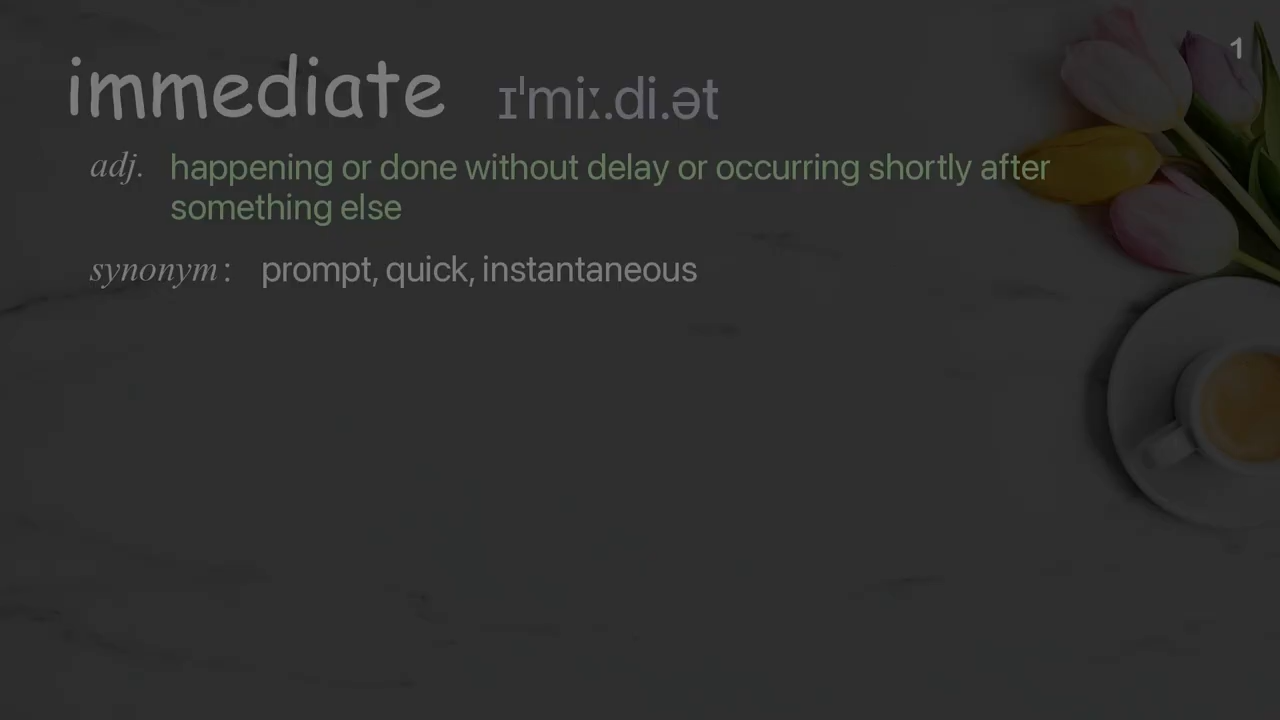 1
immediate ɪˈmiː.di.ət
adj. happening or done without delay or occurring shortly after
something else
synonym : prompt, quick, instantaneous